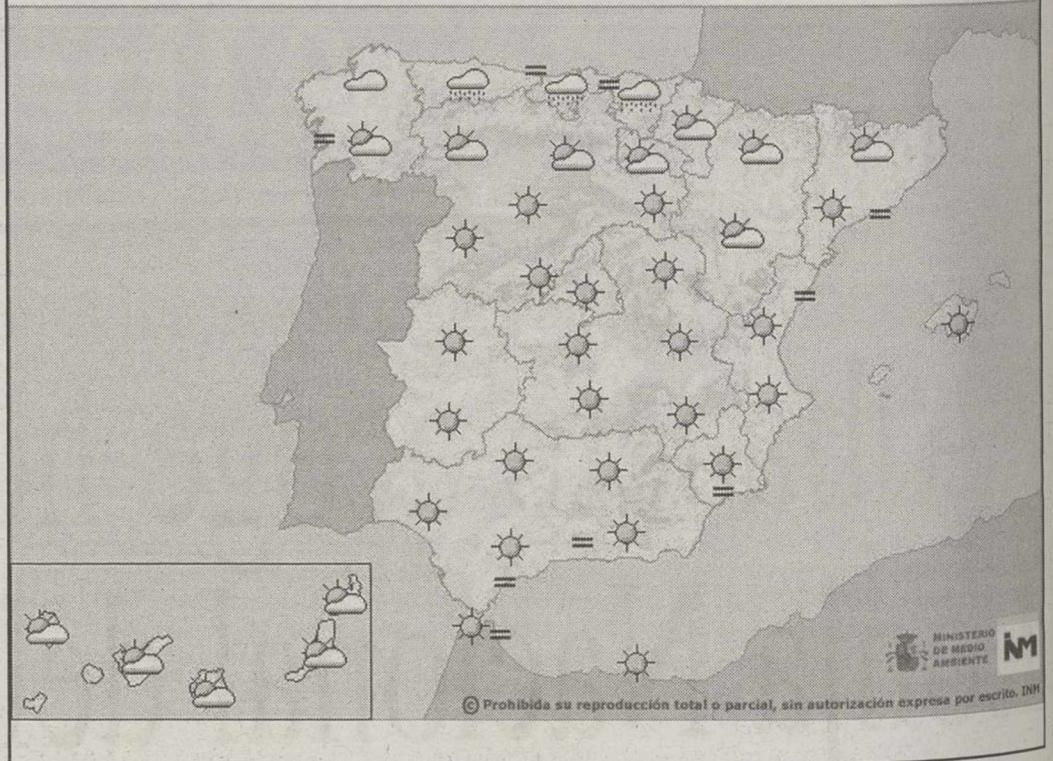 MINISTERIO
DE MEDIO
AMBIENTE
INM
© Prohibida su reproducción total o parcial, sin autorización expresa por escrito. INM